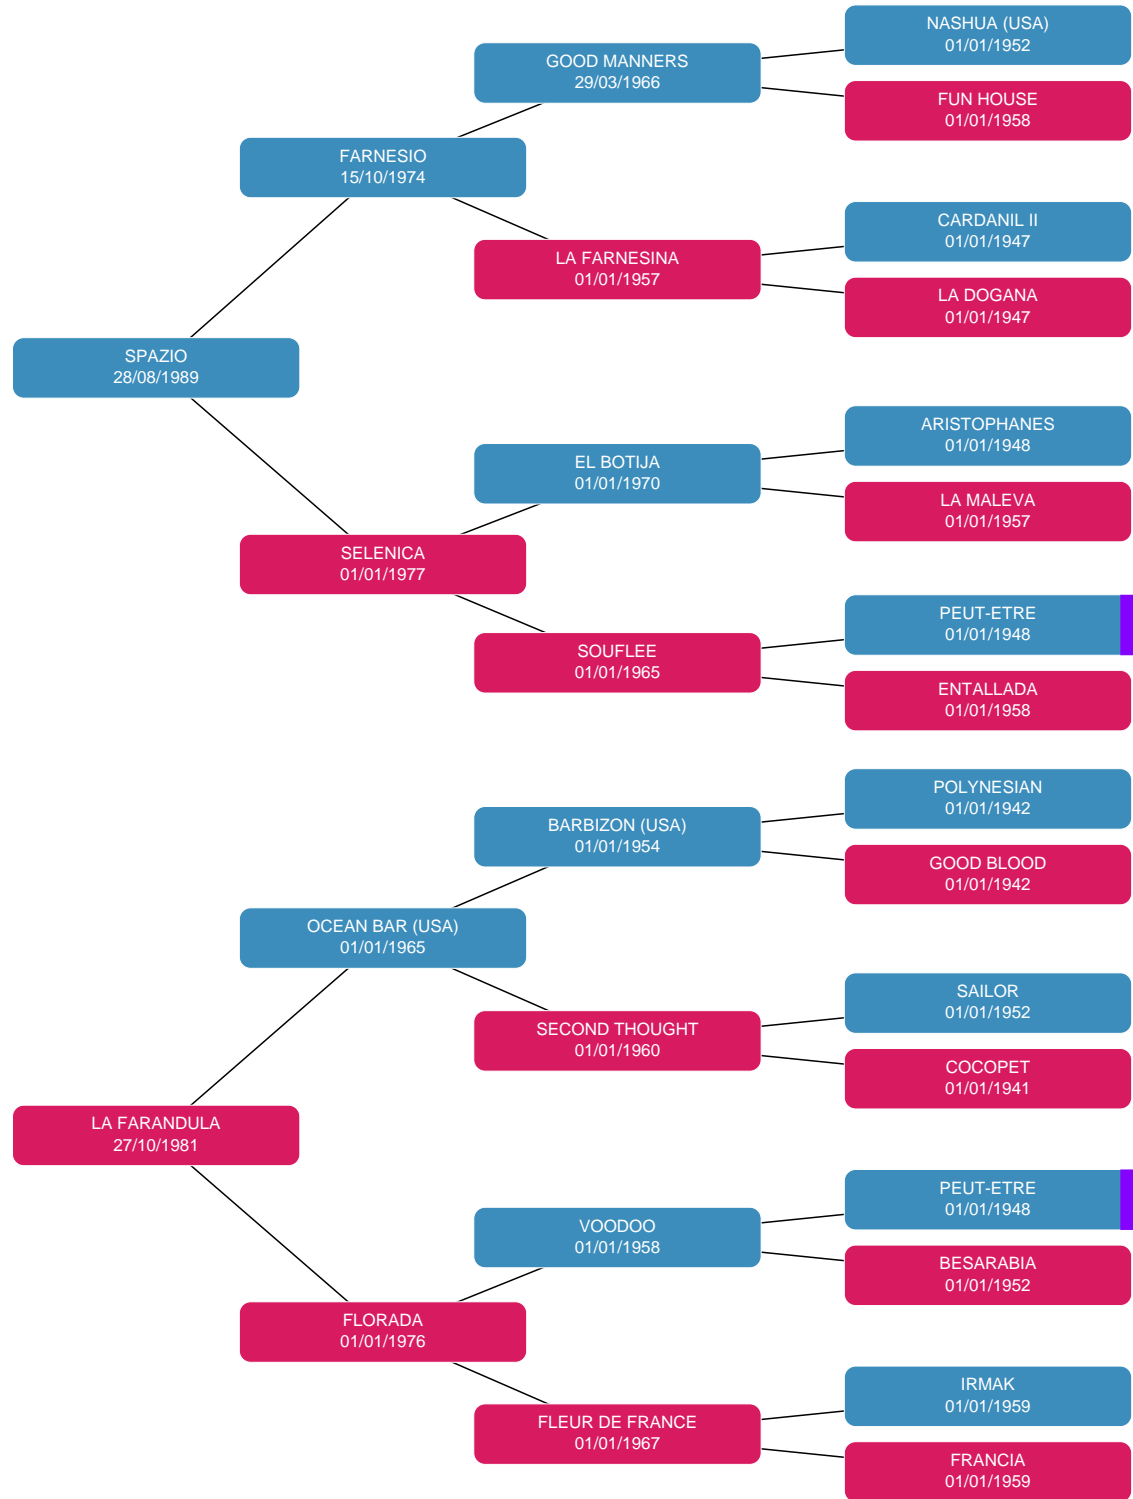 NASHUA (USA)
01/01/1952
GOOD MANNERS
29/03/1966
FUN HOUSE
01/01/1958
FARNESIO
15/10/1974
CARDANIL II
01/01/1947
LA FARNESINA
01/01/1957
LA DOGANA
01/01/1947
SPAZIO
28/08/1989
ARISTOPHANES
01/01/1948
EL BOTIJA
01/01/1970
LA MALEVA
01/01/1957
SELENICA
01/01/1977
PEUT-ETRE
01/01/1948
SOUFLEE
01/01/1965
ENTALLADA
01/01/1958
POLYNESIAN
01/01/1942
BARBIZON (USA)
01/01/1954
GOOD BLOOD
01/01/1942
OCEAN BAR (USA)
01/01/1965
SAILOR
01/01/1952
SECOND THOUGHT
01/01/1960
COCOPET
01/01/1941
LA FARANDULA
27/10/1981
PEUT-ETRE
01/01/1948
VOODOO
01/01/1958
BESARABIA
01/01/1952
FLORADA
01/01/1976
IRMAK
01/01/1959
FLEUR DE FRANCE
01/01/1967
FRANCIA
01/01/1959